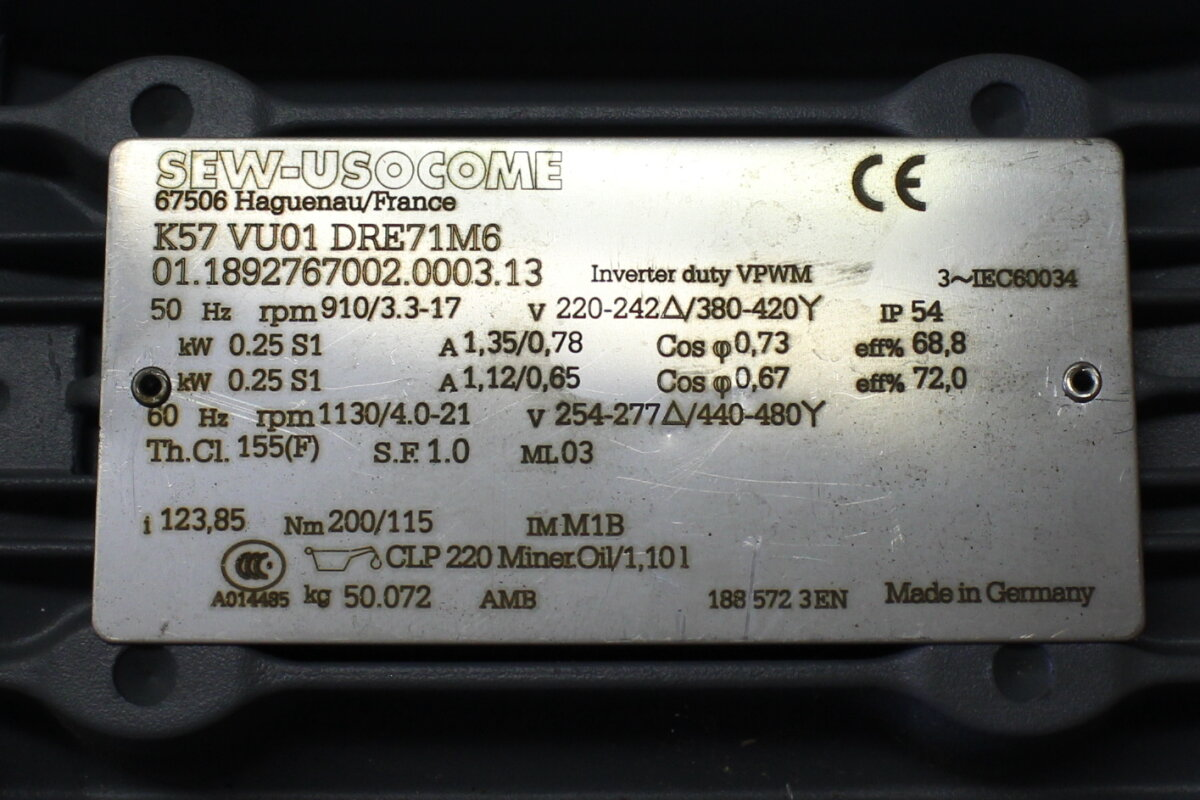 SEW-USOCOME
67506 Haguenau/France
CE
K57 VU01 DRE71M6
01.1892767002.0003.13 Inverter duty VPWM 3~IEC60034
50 Hz rpm 910/3.3-17 V 220-242Δ/380-420Y IP 54
kW 0.25 S1 A 1,35/0,78 Cos φ 0,73 eff% 68,8
kW 0.25 S1 A 1,12/0,65 Cos φ 0,67 eff% 72,0
60 Hz rpm 1130/4.0-21 V 254-277Δ/440-480Y
Th.Cl. 155(F) S.F. 1.0 ML 03
i 123,85 Nm 200/115 IM M1B
CCC CLP 220 Miner.Oil/1,10 l
A014485 kg 50.072 AMB 188 572 3 EN Made in Germany